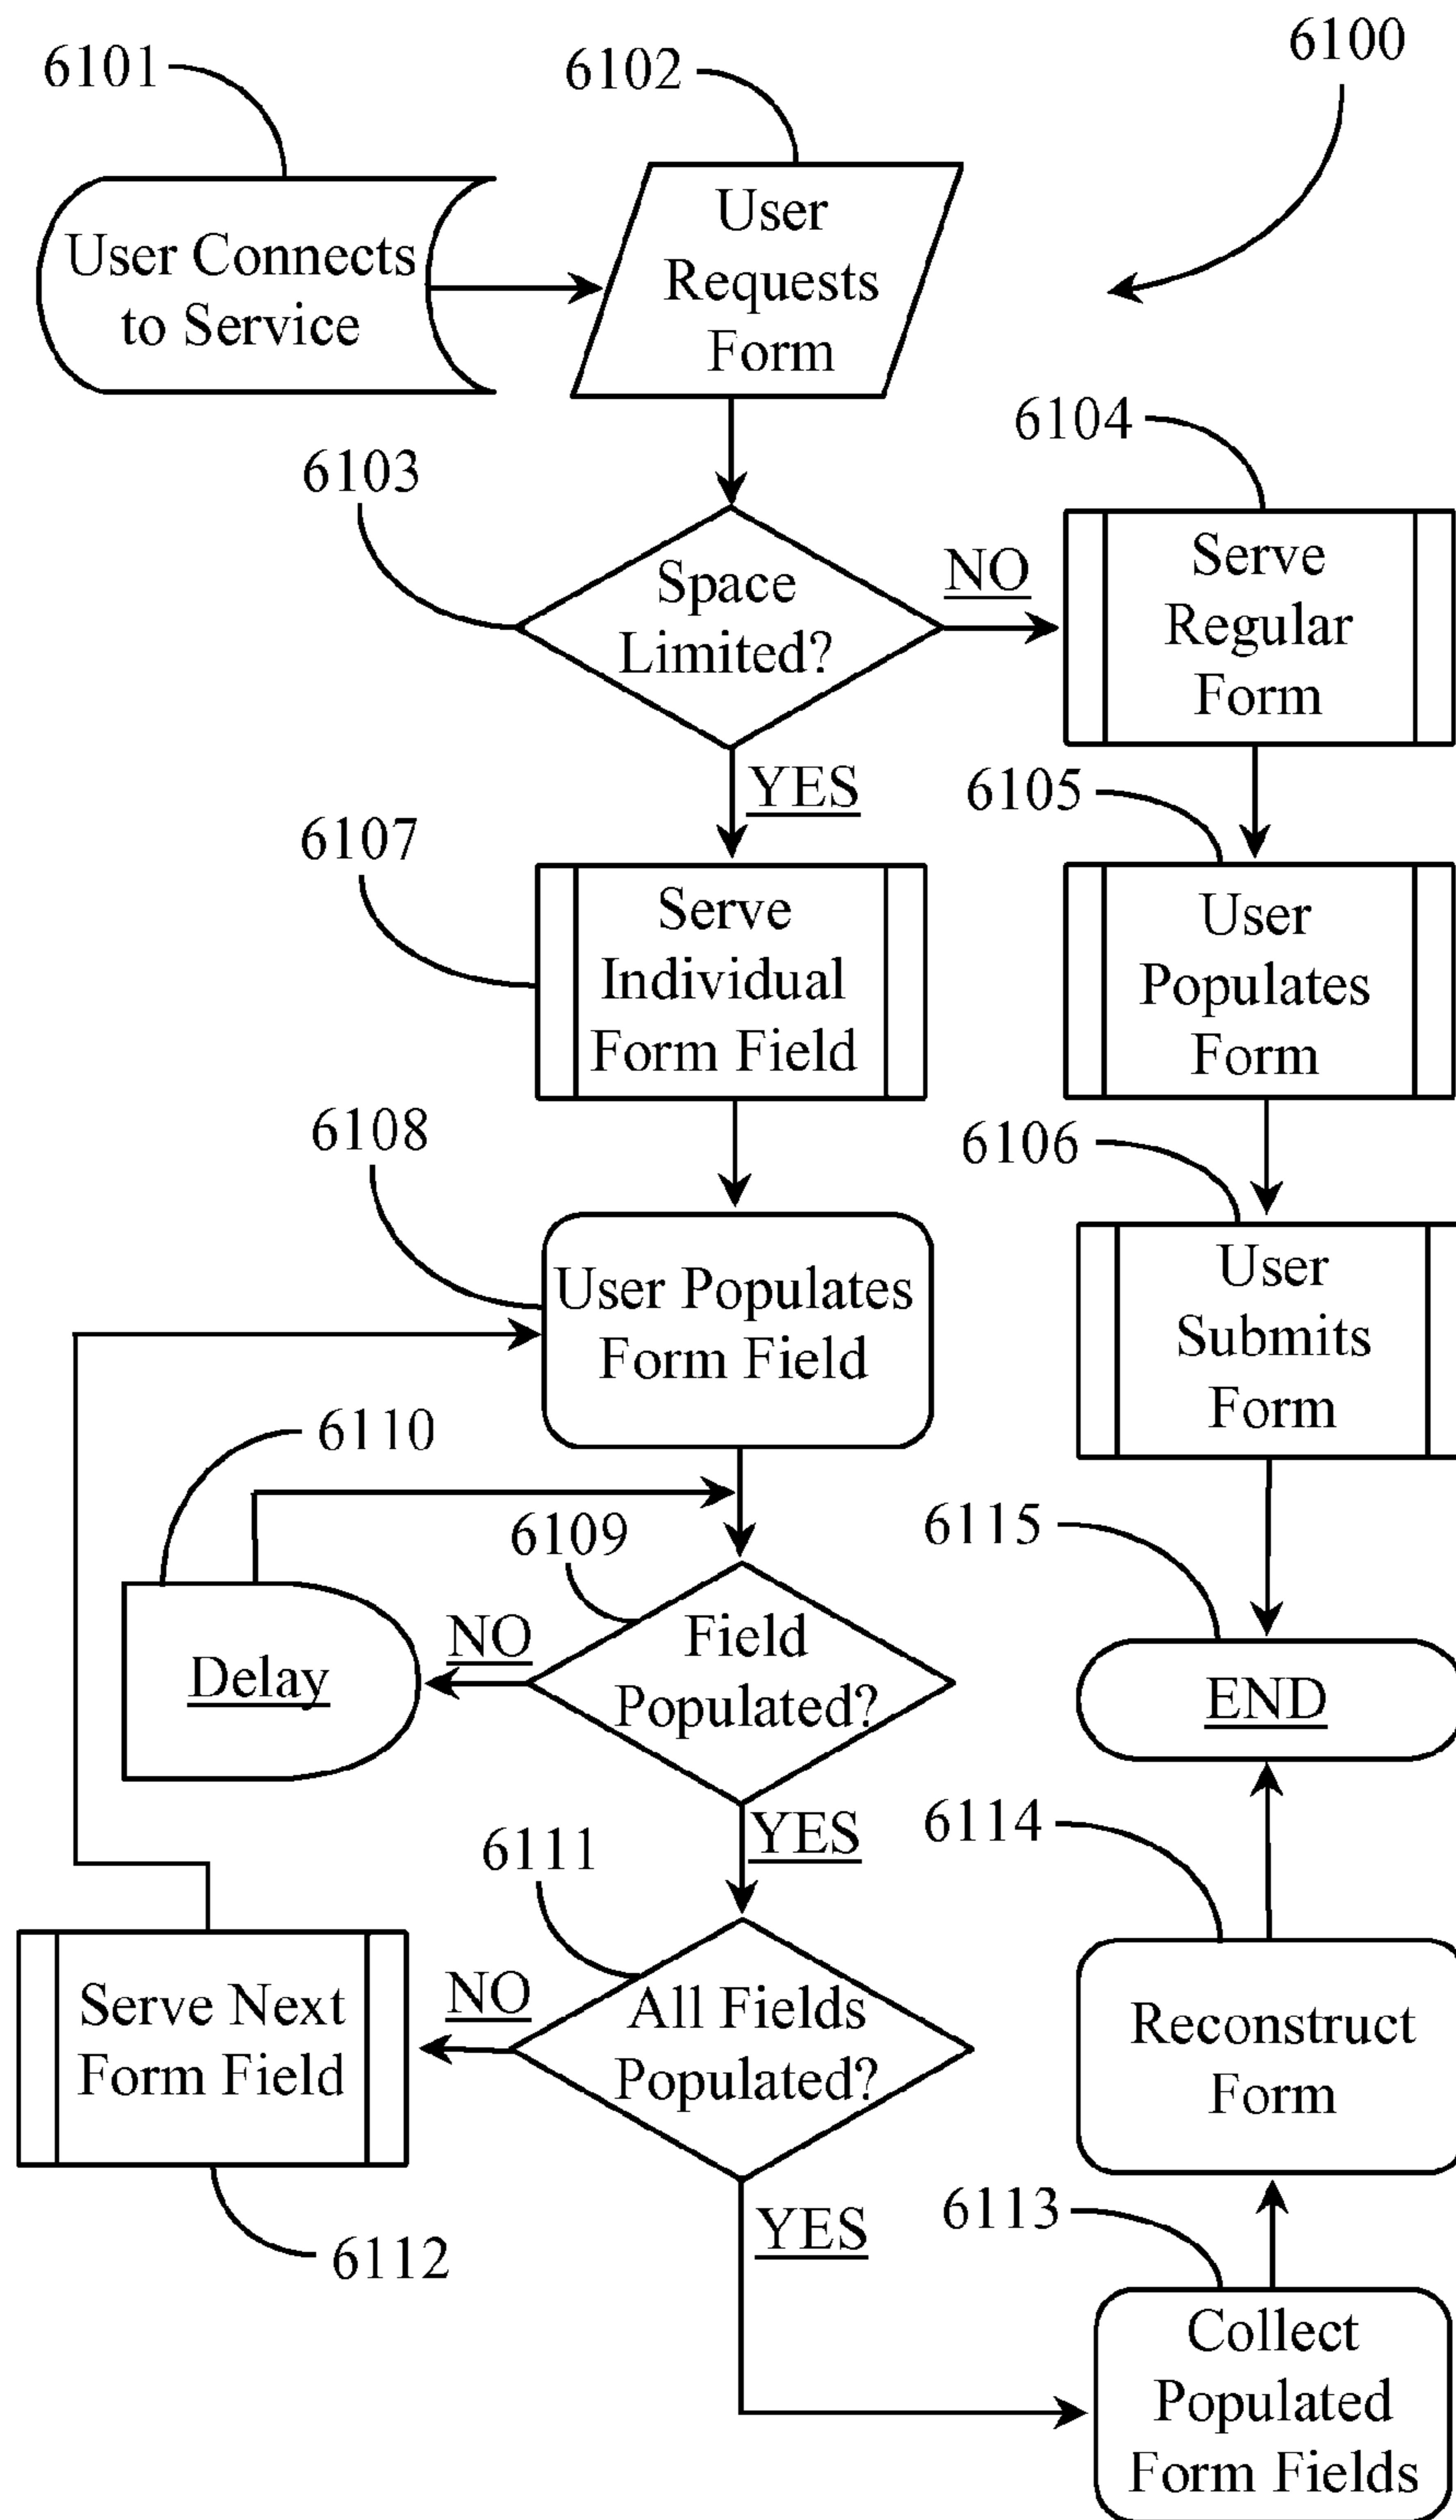 6101
6102
6100
User Connects
to Service
User
Requests
Form
6103
6104
Space
Limited?
NO
Serve
Regular
Form
YES
6105
6107
Serve
Individual
Form Field
User
Populates
Form
6108
6106
User Populates
Form Field
User
Submits
Form
6110
6109
6115
Delay
NO
Field
Populated?
END
YES
6111
6114
Serve Next
Form Field
NO
All Fields
Populated?
Reconstruct
Form
6112
YES
6113
Collect
Populated
Form Fields